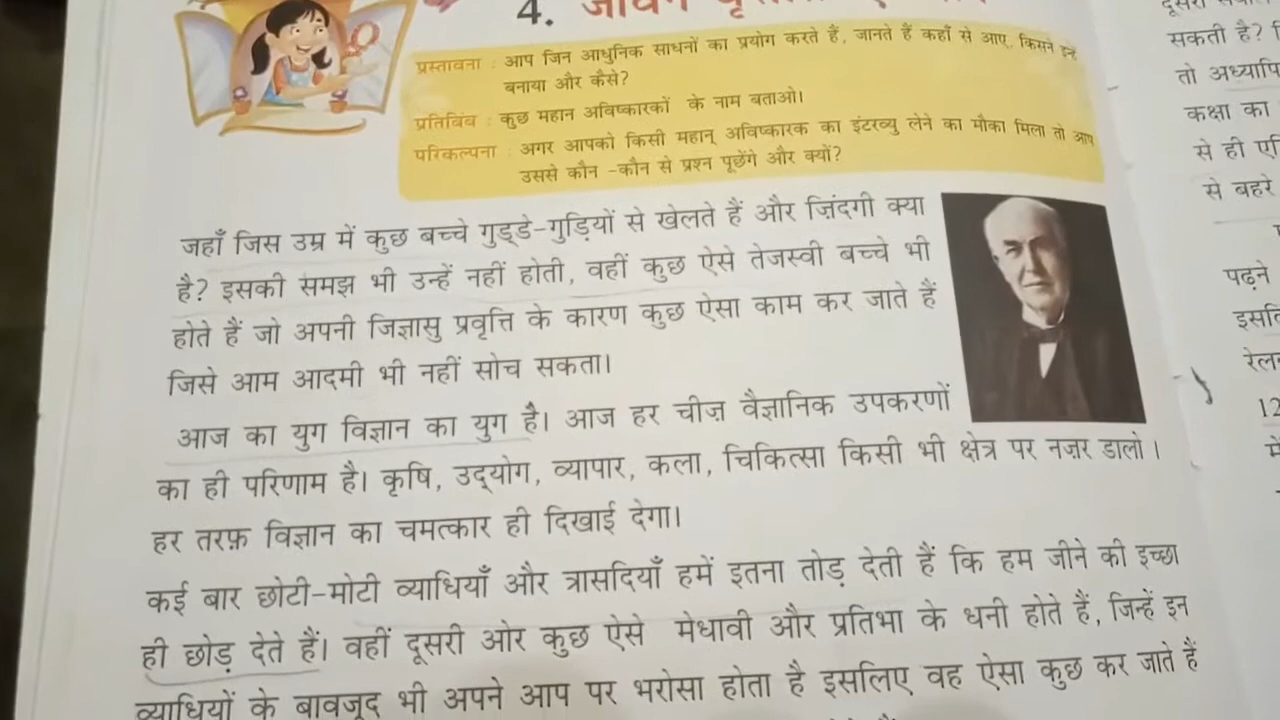 4. जीवन
प्रस्तावना : आप जिन आधुनिक साधनों का प्रयोग करते हैं, जानते हैं कहाँ से आए, किसने इन्हें
बनाया और कैसे?
प्रतिबिंब : कुछ महान अविष्कारकों के नाम बताओ।
परिकल्पना : अगर आपको किसी महान् अविष्कारक का इंटरव्यु लेने का मौका मिला तो आप
उससे कौन -कौन से प्रश्न पूछेंगे और क्यों?
जहाँ जिस उम्र में कुछ बच्चे गुड्डे-गुड़ियों से खेलते हैं और ज़िंदगी क्या
है? इसकी समझ भी उन्हें नहीं होती, वहीं कुछ ऐसे तेजस्वी बच्चे भी
होते हैं जो अपनी जिज्ञासु प्रवृत्ति के कारण कुछ ऐसा काम कर जाते हैं
जिसे आम आदमी भी नहीं सोच सकता।
आज का युग विज्ञान का युग है। आज हर चीज़ वैज्ञानिक उपकरणों
का ही परिणाम है। कृषि, उद्योग, व्यापार, कला, चिकित्सा किसी भी क्षेत्र पर नज़र डालो।
हर तरफ़ विज्ञान का चमत्कार ही दिखाई देगा।
कई बार छोटी-मोटी व्याधियाँ और त्रासदियाँ हमें इतना तोड़ देती हैं कि हम जीने की इच्छा
ही छोड़ देते हैं। वहीं दूसरी ओर कुछ ऐसे मेधावी और प्रतिभा के धनी होते हैं, जिन्हें इन
व्याधियों के बावजूद भी अपने आप पर भरोसा होता है इसलिए वह ऐसा कुछ कर जाते हैं
दूसरी
सकती है?
तो
कक्षा का
से ही
से बहरे
पढ़ने
12